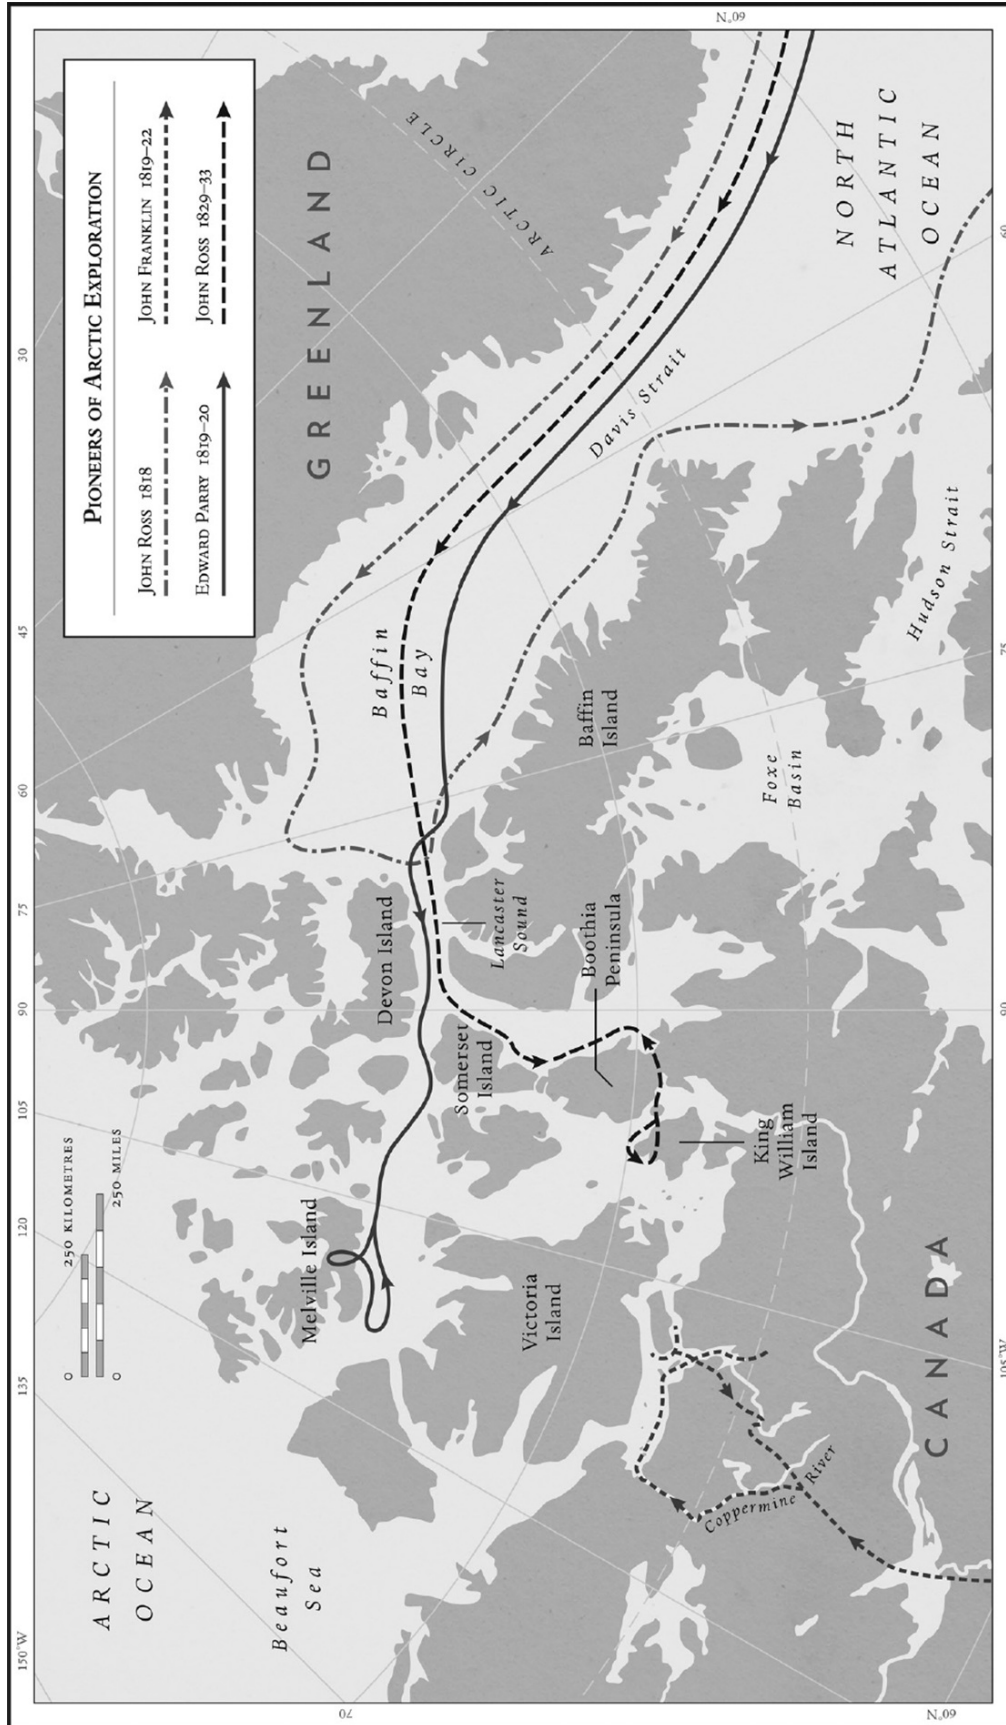 PIONEERS OF ARCTIC EXPLORATION
JOHN ROSS 1818
JOHN FRANKLIN 1819–22
EDWARD PARRY 1819–20
JOHN ROSS 1829–33
150°W
135
120
105
90
75
60
45
30
0
250 KILOMETRES
0
250 MILES
ARCTIC
OCEAN
Beaufort
Sea
Melville Island
Devon Island
Baffin
Bay
GREENLAND
ARCTIC CIRCLE
Victoria
Island
Somerset
Island
Lancaster
Sound
Boothia
Peninsula
Baffin
Island
Davis Strait
King
William
Island
Foxe
Basin
Hudson Strait
NORTH
ATLANTIC
OCEAN
Coppermine River
CANADA
70
60°N
60°N
105°W
90
75
60